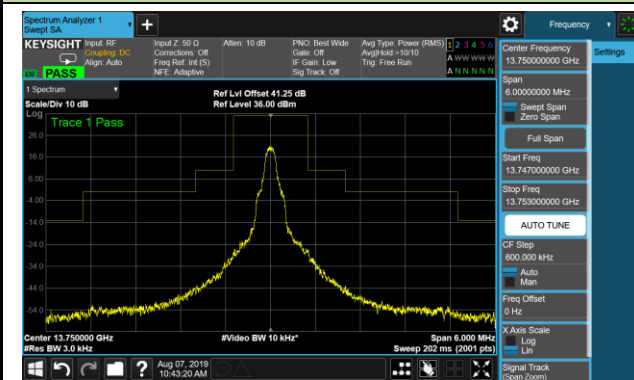 Spectrum Analyzer 1
Swept SA
+
Frequency
KEYSIGHT
Input: RF
Coupling: DC
Align: Auto
Input Z: 50 Ω
Corrections: Off
Freq Ref: Int (S)
NFE: Adaptive
Atten: 10 dB
PNO: Best Wide
Gate: Off
IF Gain: Low
Sig Track: Off
Avg Type: Power (RMS)
Avg|Hold:>10/10
Trig: Free Run
1 2 3 4 5 6
A W W W W W
A N N N N N
PASS
1 Spectrum
Scale/Div 10 dB
Ref Lvl Offset 41.25 dB
Ref Level 36.00 dBm
Log
Trace 1 Pass
26.0
16.0
6.00
-4.00
-14.0
-24.0
-34.0
-44.0
-54.0
Center 13.750000 GHz
#Video BW 10 kHz*
Span 6.000 MHz
#Res BW 3.0 kHz
Sweep 202 ms (2001 pts)
Center Frequency
13.750000000 GHz
Settings
Span
6.00000000 MHz
Swept Span
Zero Span
Full Span
Start Freq
13.747000000 GHz
Stop Freq
13.753000000 GHz
AUTO TUNE
CF Step
600.000 kHz
Auto
Man
Freq Offset
0 Hz
X Axis Scale
Log
Lin
Signal Track
(Span Zoom)
?
Aug 07, 2019
10:43:20 AM